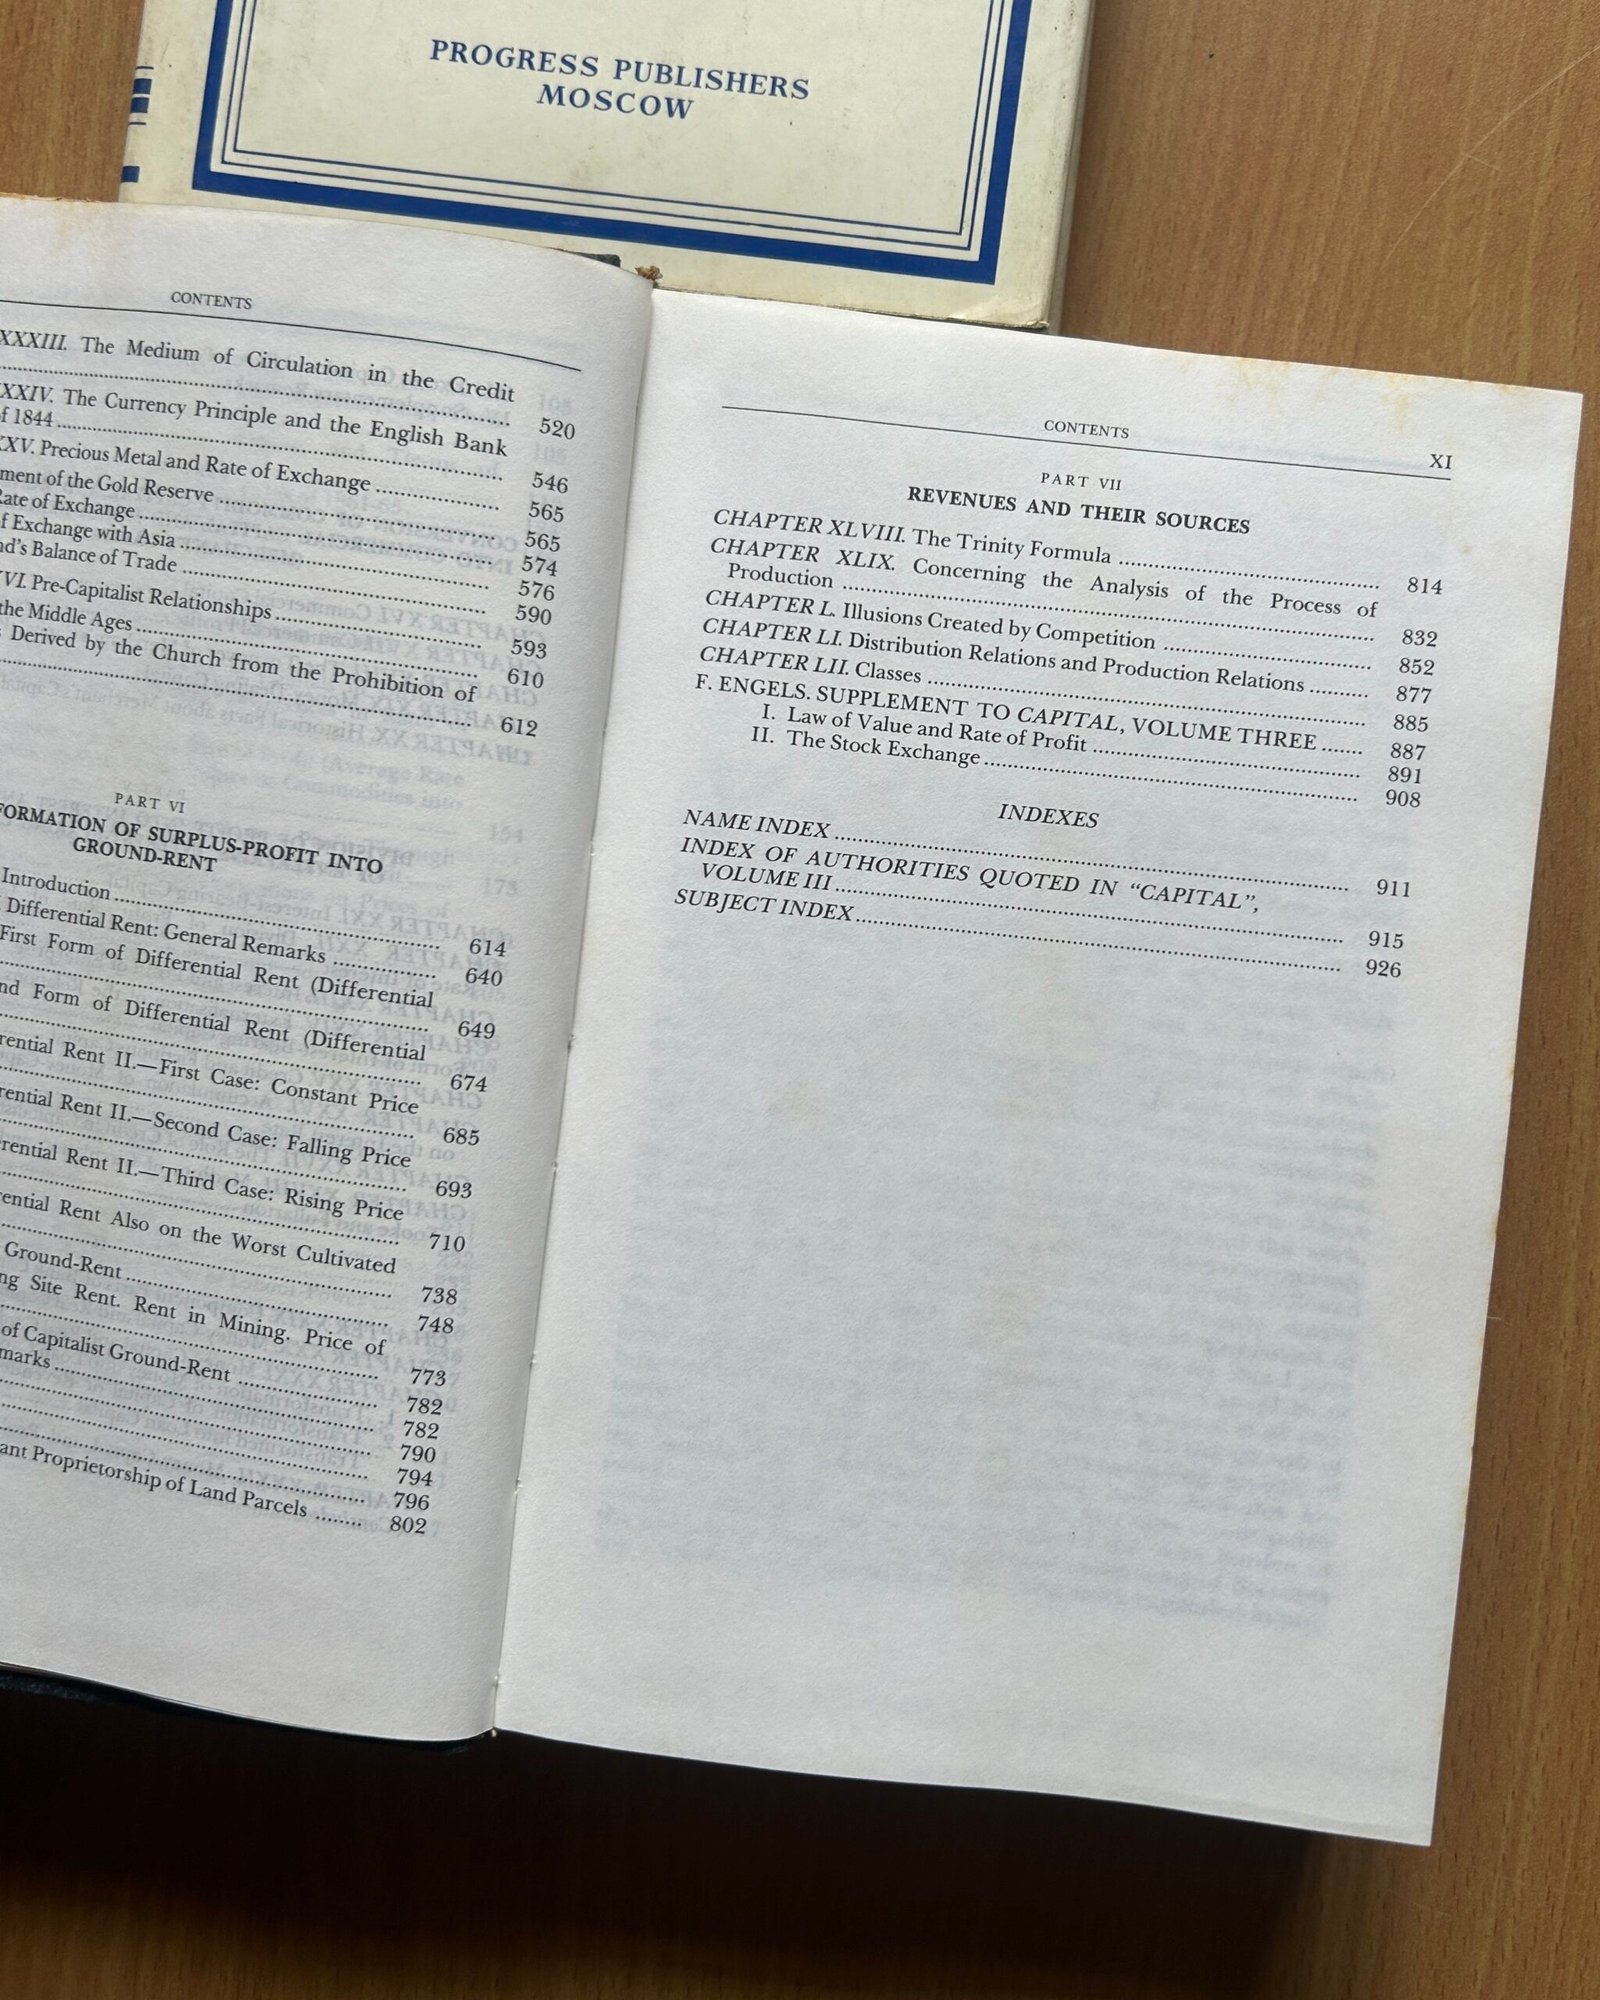 PROGRESS PUBLISHERS
MOSCOW
CONTENTS
XXXIII. The Medium of Circulation in the Credit
520
XXIV. The Currency Principle and the English Bank
of 1844 546
XXV. Precious Metal and Rate of Exchange 565
ment of the Gold Reserve 565
Rate of Exchange 574
of Exchange with Asia 576
nd's Balance of Trade 590
VI. Pre-Capitalist Relationships 593
the Middle Ages 610
s Derived by the Church from the Prohibition of
612
PART VI
FORMATION OF SURPLUS-PROFIT INTO
GROUND-RENT
Introduction 614
Differential Rent: General Remarks 640
First Form of Differential Rent (Differential
649
nd Form of Differential Rent (Differential
674
rential Rent II.—First Case: Constant Price
685
rential Rent II.—Second Case: Falling Price
693
erential Rent II.—Third Case: Rising Price
710
ential Rent Also on the Worst Cultivated
738
Ground-Rent 748
ng Site Rent. Rent in Mining. Price of
773
of Capitalist Ground-Rent 782
marks 782
790
794
796
ant Proprietorship of Land Parcels 802
CONTENTS XI
PART VII
REVENUES AND THEIR SOURCES
CHAPTER XLVIII. The Trinity Formula 814
CHAPTER XLIX. Concerning the Analysis of the Process of
Production 832
CHAPTER L. Illusions Created by Competition 852
CHAPTER LI. Distribution Relations and Production Relations 877
CHAPTER LII. Classes 885
F. ENGELS. SUPPLEMENT TO CAPITAL, VOLUME THREE 887
I. Law of Value and Rate of Profit 891
II. The Stock Exchange 908
INDEXES
NAME INDEX 911
INDEX OF AUTHORITIES QUOTED IN “CAPITAL”,
VOLUME III 915
SUBJECT INDEX 926